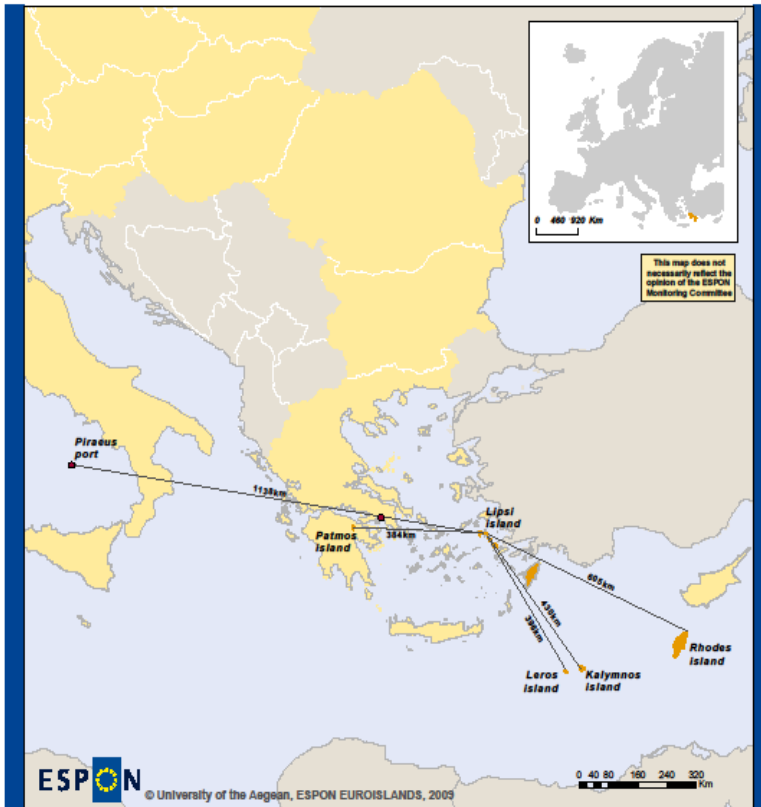 0 460 920 Km
This map does not
necessarily reflect the
opinion of the ESPON
Monitoring Committee
Piraeus
port
1138km
Lipsi
island
Patmos
island
384km
605km
430km
396km
Rhodes
island
Leros
island
Kalymnos
island
ESPON
© University of the Aegean, ESPON EUROISLANDS, 2009
0 40 80 160 240 320
Km